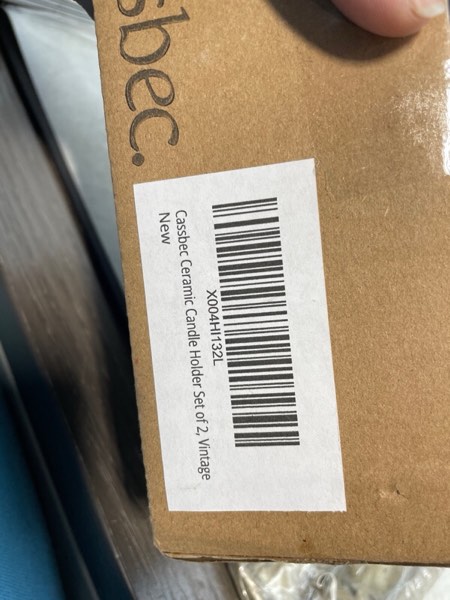 sbec.
X004HI132L
Cassbec Ceramic Candle Holder Set of 2, Vintage
New